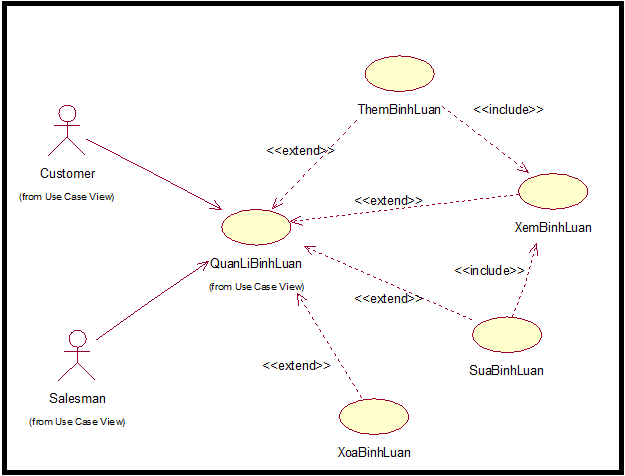 ThemBinhLuan
<<include>>
Customer
(from Use Case View)
<<extend>>
<<extend>>
XemBinhLuan
QuanLiBinhLuan
(from Use Case View)
<<include>>
<<extend>>
Salesman
(from Use Case View)
<<extend>>
SuaBinhLuan
XoaBinhLuan